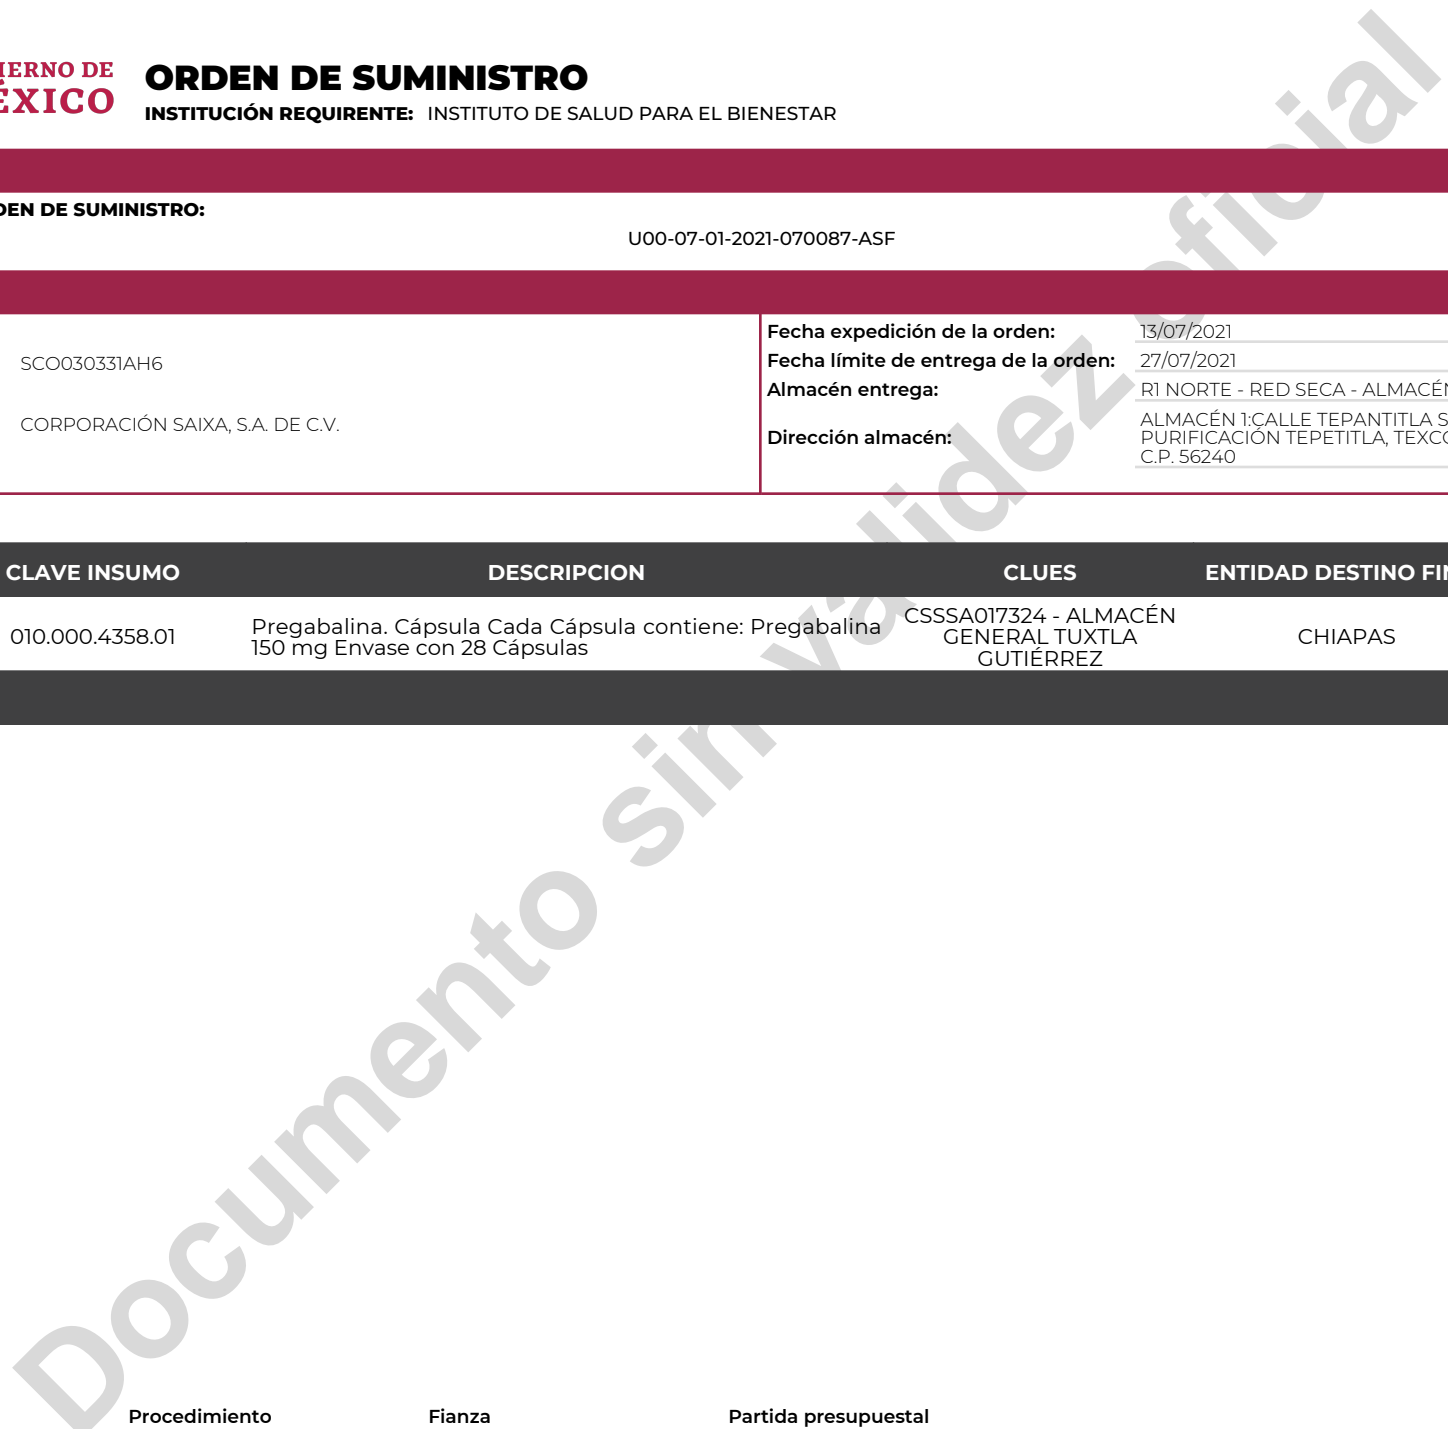 IERNO DE
ÉXICO
ORDEN DE SUMINISTRO
INSTITUCIÓN REQUIRENTE: INSTITUTO DE SALUD PARA EL BIENESTAR
DEN DE SUMINISTRO:
U00-07-01-2021-070087-ASF
SCO030331AH6
CORPORACIÓN SAIXA, S.A. DE C.V.
Fecha expedición de la orden: 13/07/2021
Fecha límite de entrega de la orden: 27/07/2021
Almacén entrega: R1 NORTE - RED SECA - ALMACÉN
Dirección almacén: ALMACÉN 1:CALLE TEPANTITLA S
PURIFICACIÓN TEPETITLA, TEXCO
C.P. 56240
CLAVE INSUMO DESCRIPCION CLUES ENTIDAD DESTINO FIN
010.000.4358.01
Pregabalina. Cápsula Cada Cápsula contiene: Pregabalina
150 mg Envase con 28 Cápsulas
CSSSA017324 - ALMACÉN
GENERAL TUXTLA
GUTIÉRREZ
CHIAPAS
Documento sin validez oficial
Procedimiento Fianza Partida presupuestal